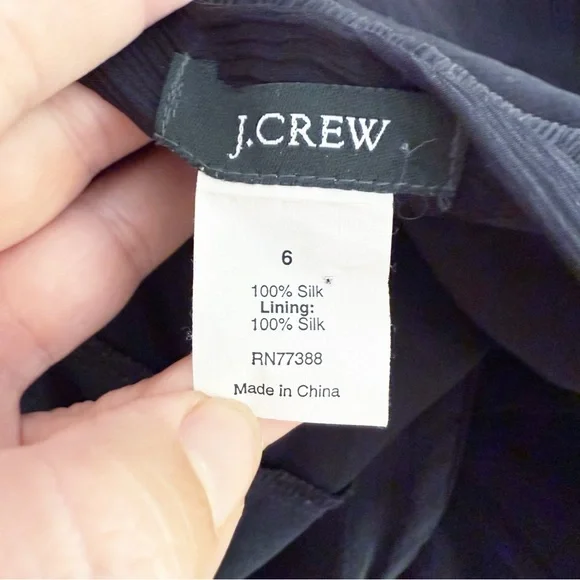 J.CREW
6
100% Silk
Lining:
100% Silk
RN77388
Made in China